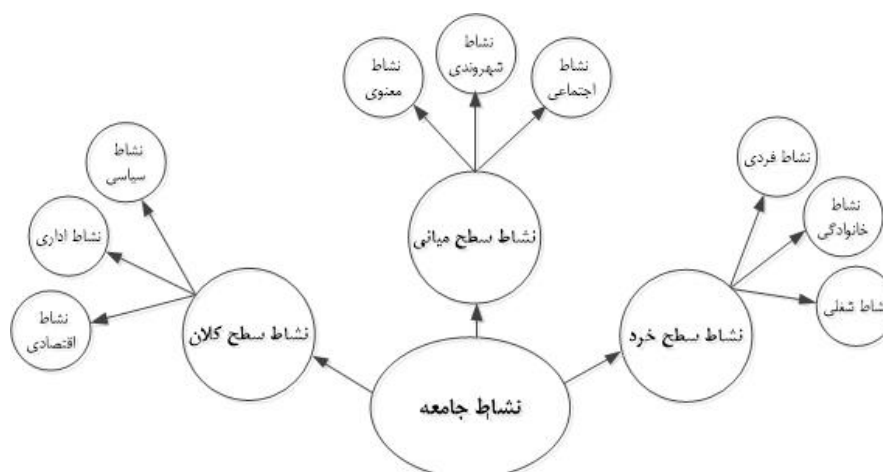 نشاط
شهروندی
نشاط
معنوی
نشاط
اجتماعی
نشاط
سیاسی
نشاط فردی
نشاط اداری
نشاط
خانوادگی
نشاط سطح میانی
نشاط
اقتصادی
نشاط سطح کلان
نشاط سطح خرد
نشاط شغلی
نشاط جامعه